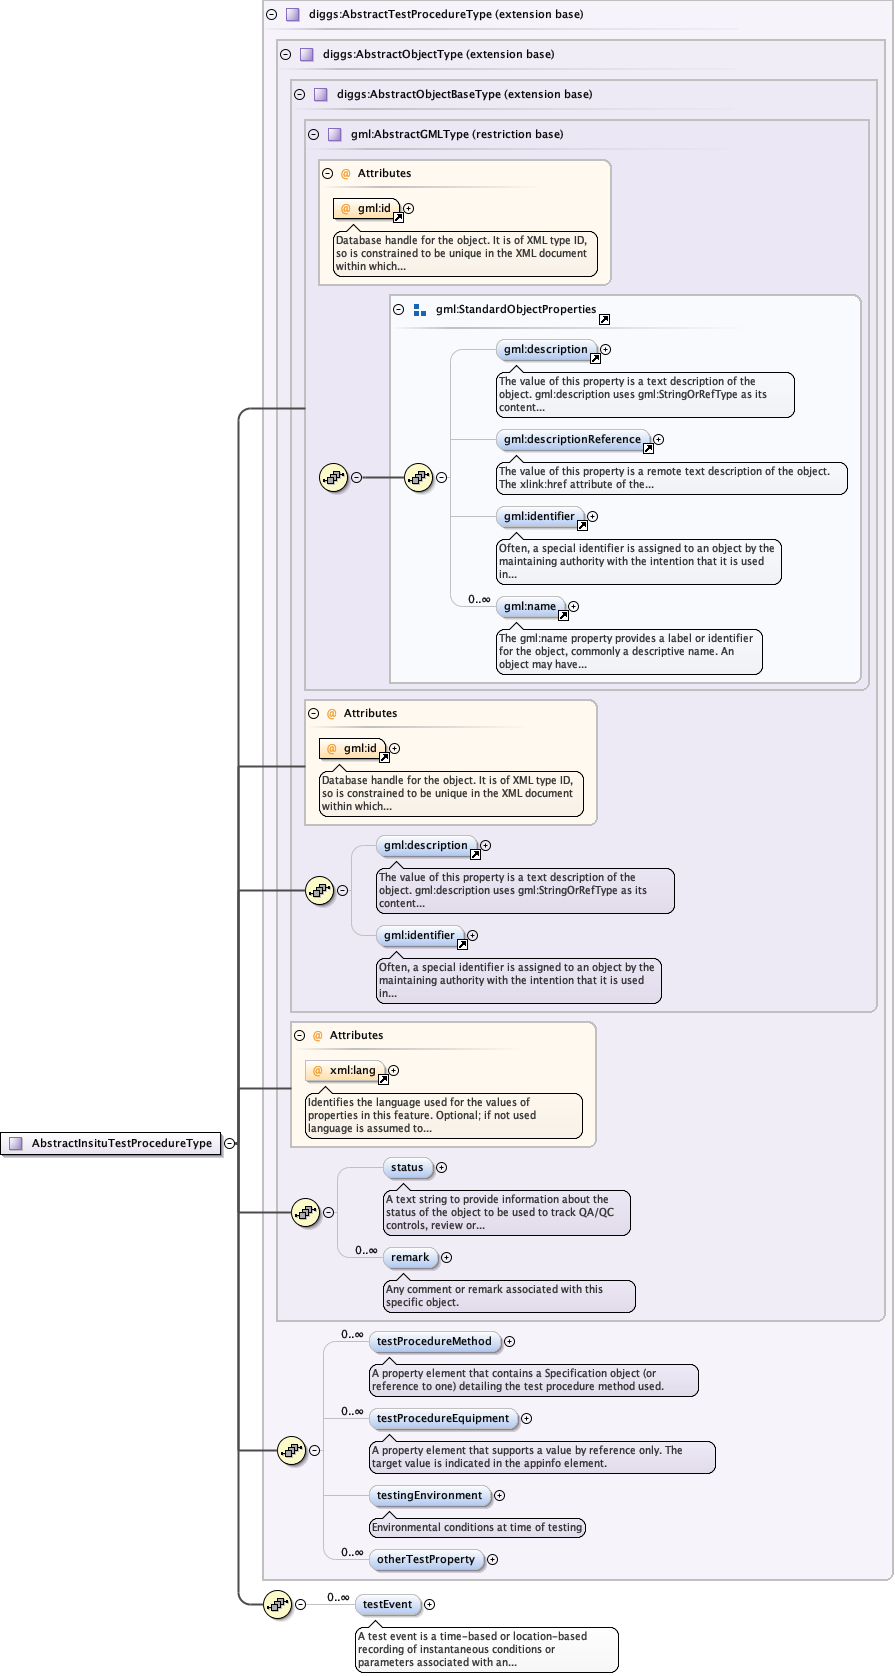 diggs:AbstractTestProcedureType (extension base)
diggs:AbstractObjectType (extension base)
diggs:AbstractObjectBaseType (extension base)
gml:AbstractGMLType (restriction base)
@ Attributes
@ gml:id
Database handle for the object. It is of XML type ID,
so is constrained to be unique in the XML document
within which...
gml:StandardObjectProperties
gml:description
The value of this property is a text description of the
object. gml:description uses gml:StringOrRefType as its
content...
gml:descriptionReference
The value of this property is a remote text description of the object.
The xlink:href attribute of the...
gml:identifier
Often, a special identifier is assigned to an object by the
maintaining authority with the intention that it is used
in...
0..∞
gml:name
The gml:name property provides a label or identifier
for the object, commonly a descriptive name. An
object may have...
@ Attributes
@ gml:id
Database handle for the object. It is of XML type ID,
so is constrained to be unique in the XML document
within which...
gml:description
The value of this property is a text description of the
object. gml:description uses gml:StringOrRefType as its
content...
gml:identifier
Often, a special identifier is assigned to an object by the
maintaining authority with the intention that it is used
in...
@ Attributes
@ xml:lang
Identifies the language used for the values of
properties in this feature. Optional; if not used
language is assumed to...
AbstractInsituTestProcedureType
status
A text string to provide information about the
status of the object to be used to track QA/QC
controls, review or...
0..∞
remark
Any comment or remark associated with this
specific object.
0..∞
testProcedureMethod
A property element that contains a Specification object (or
reference to one) detailing the test procedure method used.
0..∞
testProcedureEquipment
A property element that supports a value by reference only. The
target value is indicated in the appinfo element.
testingEnvironment
Environmental conditions at time of testing
0..∞
otherTestProperty
0..∞
testEvent
A test event is a time-based or location-based
recording of instantaneous conditions or
parameters associated with an...